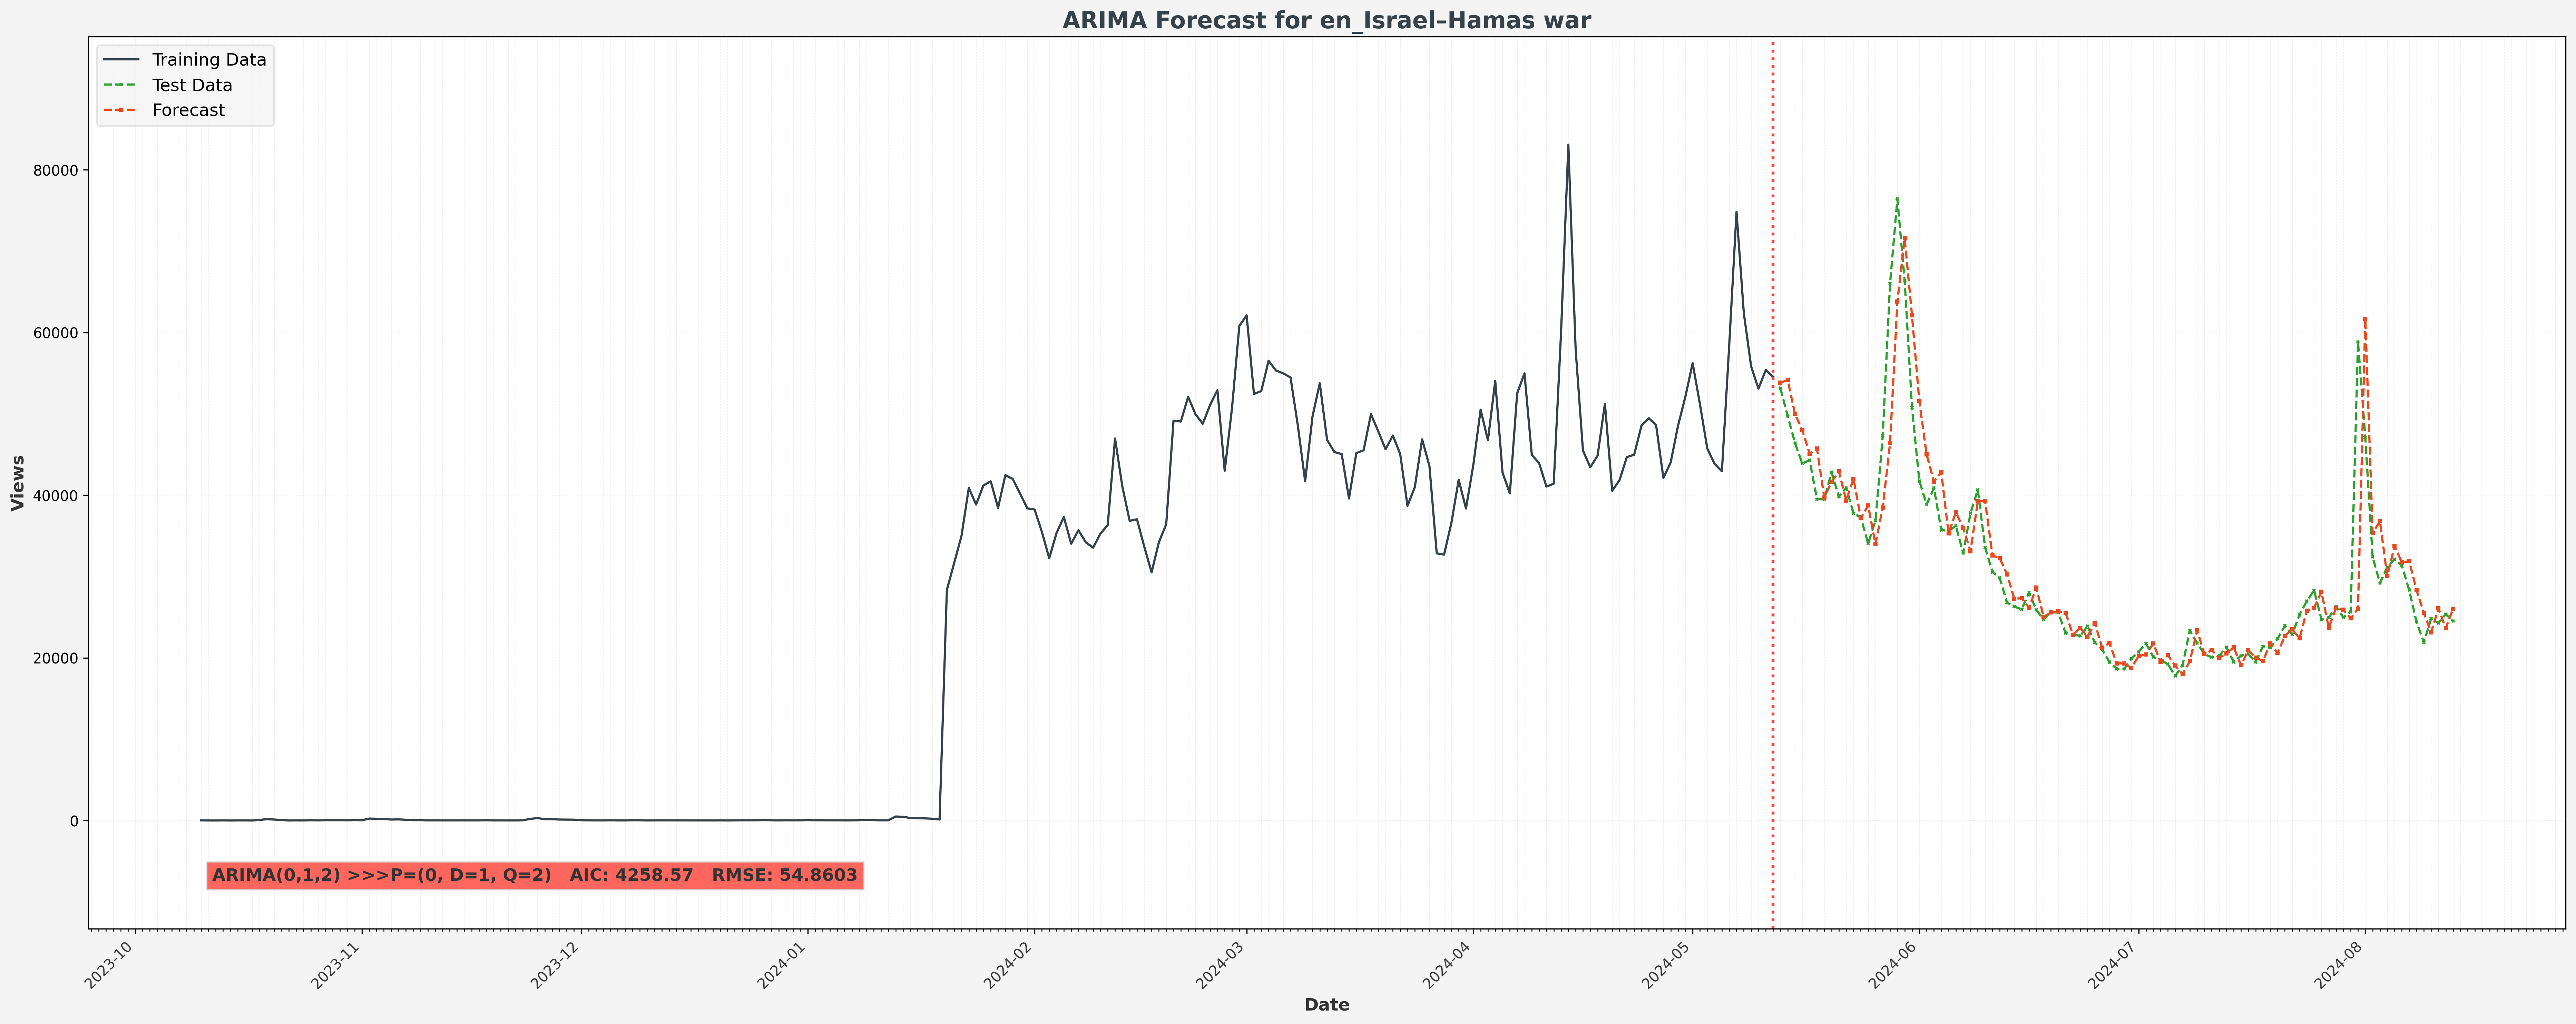 ARIMA Forecast for en_Israel–Hamas war
Training Data
Test Data
Forecast
Views
80000
60000
40000
20000
0
ARIMA(0,1,2) >>>P=(0, D=1, Q=2)   AIC: 4258.57   RMSE: 54.8603
2023-10
2023-11
2023-12
2024-01
2024-02
2024-03
2024-04
2024-05
2024-06
2024-07
2024-08
Date